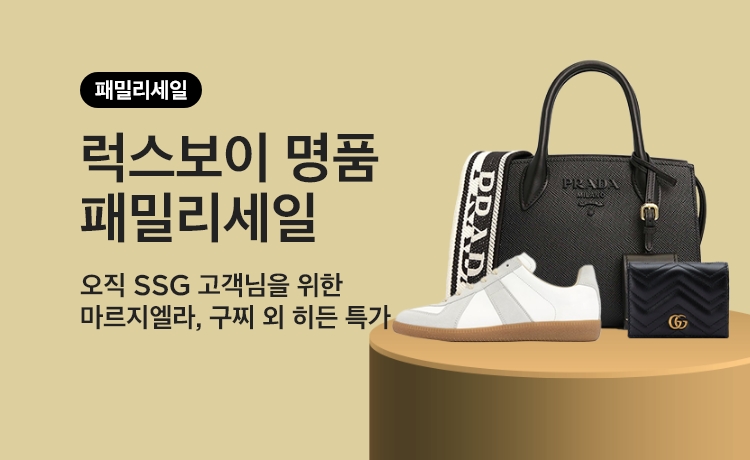 패밀리세일
럭스보이 명품
패밀리세일
오직 SSG 고객님을 위한
마르지엘라, 구찌 외 히든 특가
PRADA
MILANO
PRADA
PRADA